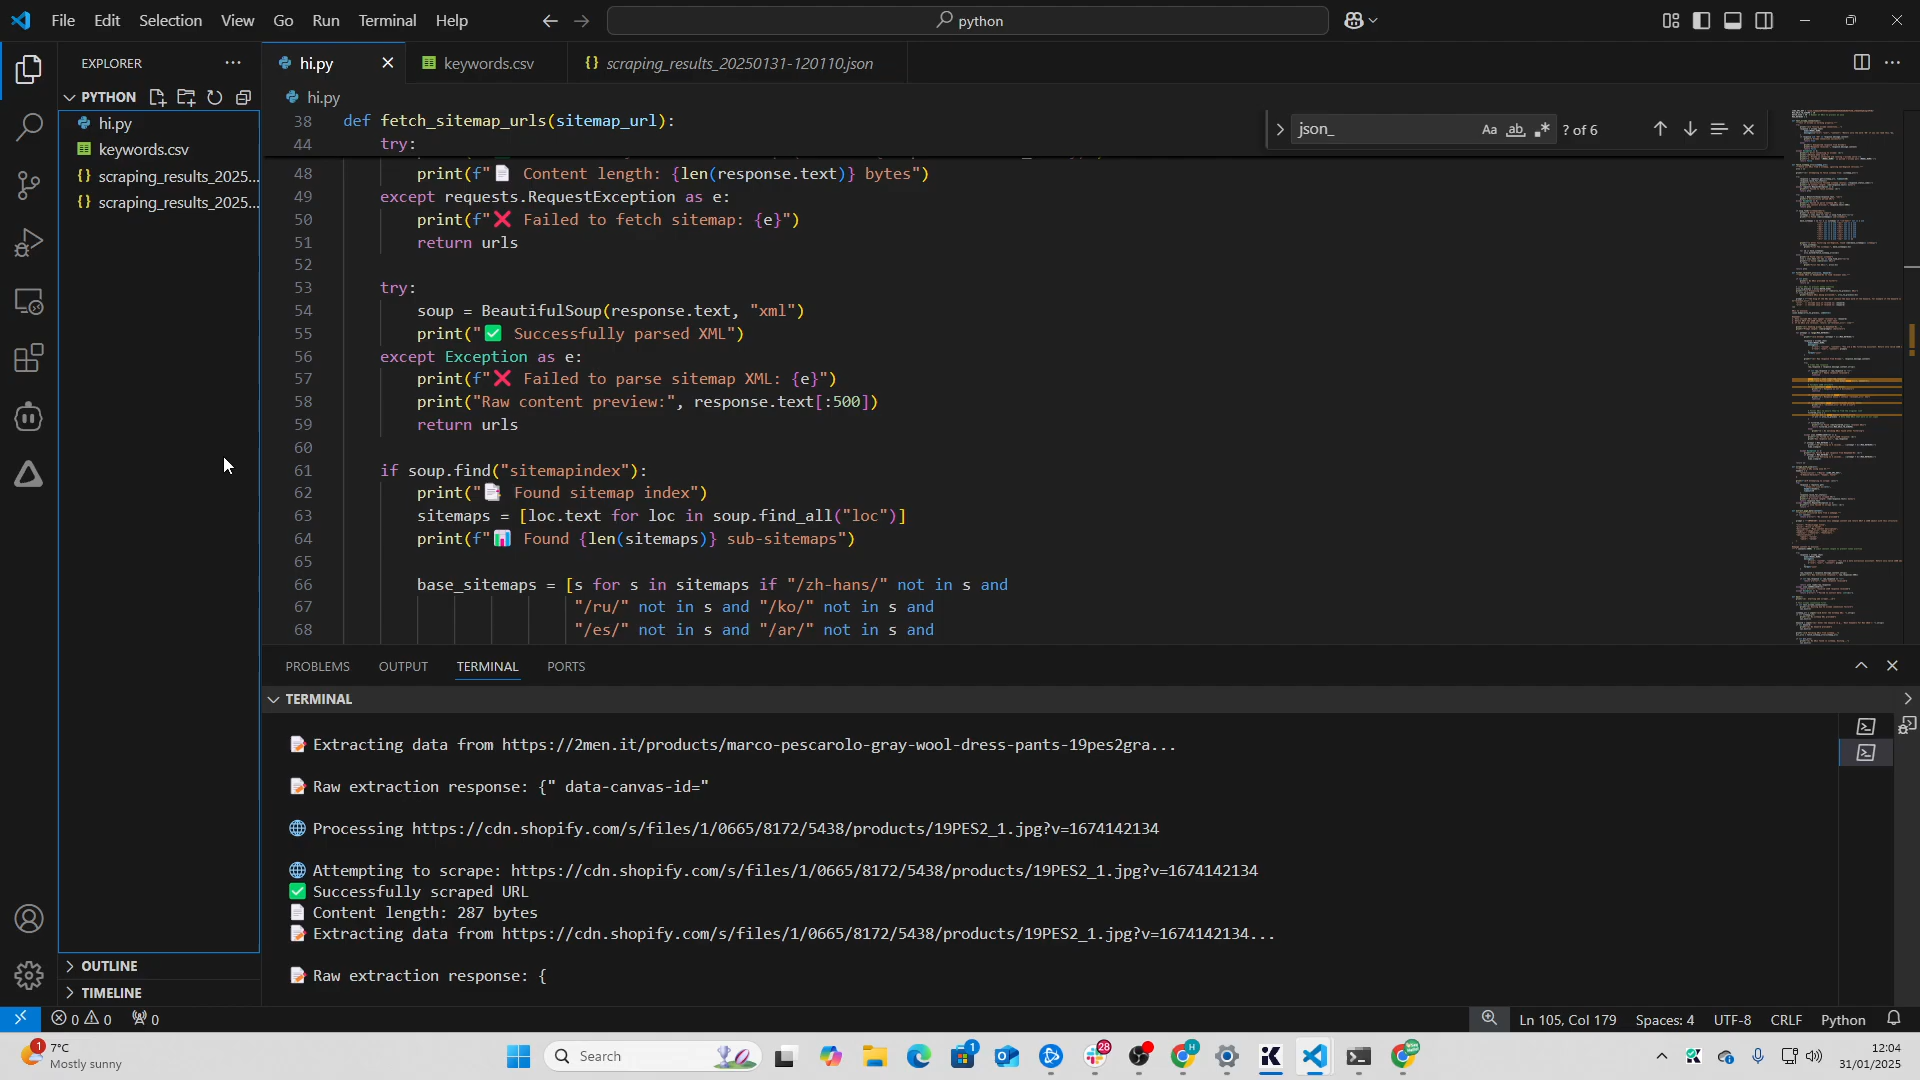 File Edit Selection View Go Run Terminal Help
python
EXPLORER
hi.py
keywords.csv
{} scraping_results_20250131-120110.json
PYTHON
hi.py
hi.py
keywords.csv
{} scraping_results_2025...
{} scraping_results_2025...
json_
Aa ab ? of 6
38 def fetch_sitemap_urls(sitemap_url):
44 try:
48 print(f"📄 Content length: {len(response.text)} bytes")
49 except requests.RequestException as e:
50 print(f"❌ Failed to fetch sitemap: {e}")
51 return urls
52
53 try:
54 soup = BeautifulSoup(response.text, "xml")
55 print("✅ Successfully parsed XML")
56 except Exception as e:
57 print(f"❌ Failed to parse sitemap XML: {e}")
58 print("Raw content preview:", response.text[:500])
59 return urls
60
61 if soup.find("sitemapindex"):
62 print("📑 Found sitemap index")
63 sitemaps = [loc.text for loc in soup.find_all("loc")]
64 print(f"📊 Found {len(sitemaps)} sub-sitemaps")
65
66 base_sitemaps = [s for s in sitemaps if "/zh-hans/" not in s and
67 "/ru/" not in s and "/ko/" not in s and
68 "/es/" not in s and "/ar/" not in s and
PROBLEMS OUTPUT TERMINAL PORTS
TERMINAL
📝 Extracting data from https://2men.it/products/marco-pescarolo-gray-wool-dress-pants-19pes2gra...
📝 Raw extraction response: {" data-canvas-id="
🌐 Processing https://cdn.shopify.com/s/files/1/0665/8172/5438/products/19PES2_1.jpg?v=1674142134
🌐 Attempting to scrape: https://cdn.shopify.com/s/files/1/0665/8172/5438/products/19PES2_1.jpg?v=1674142134
✅ Successfully scraped URL
📄 Content length: 287 bytes
📝 Extracting data from https://cdn.shopify.com/s/files/1/0665/8172/5438/products/19PES2_1.jpg?v=1674142134...
📝 Raw extraction response: {
OUTLINE
TIMELINE
0 0 0
Ln 105, Col 179 Spaces: 4 UTF-8 CRLF Python
1
7°C
Mostly sunny
Search
1
28
H
12:04
31/01/2025